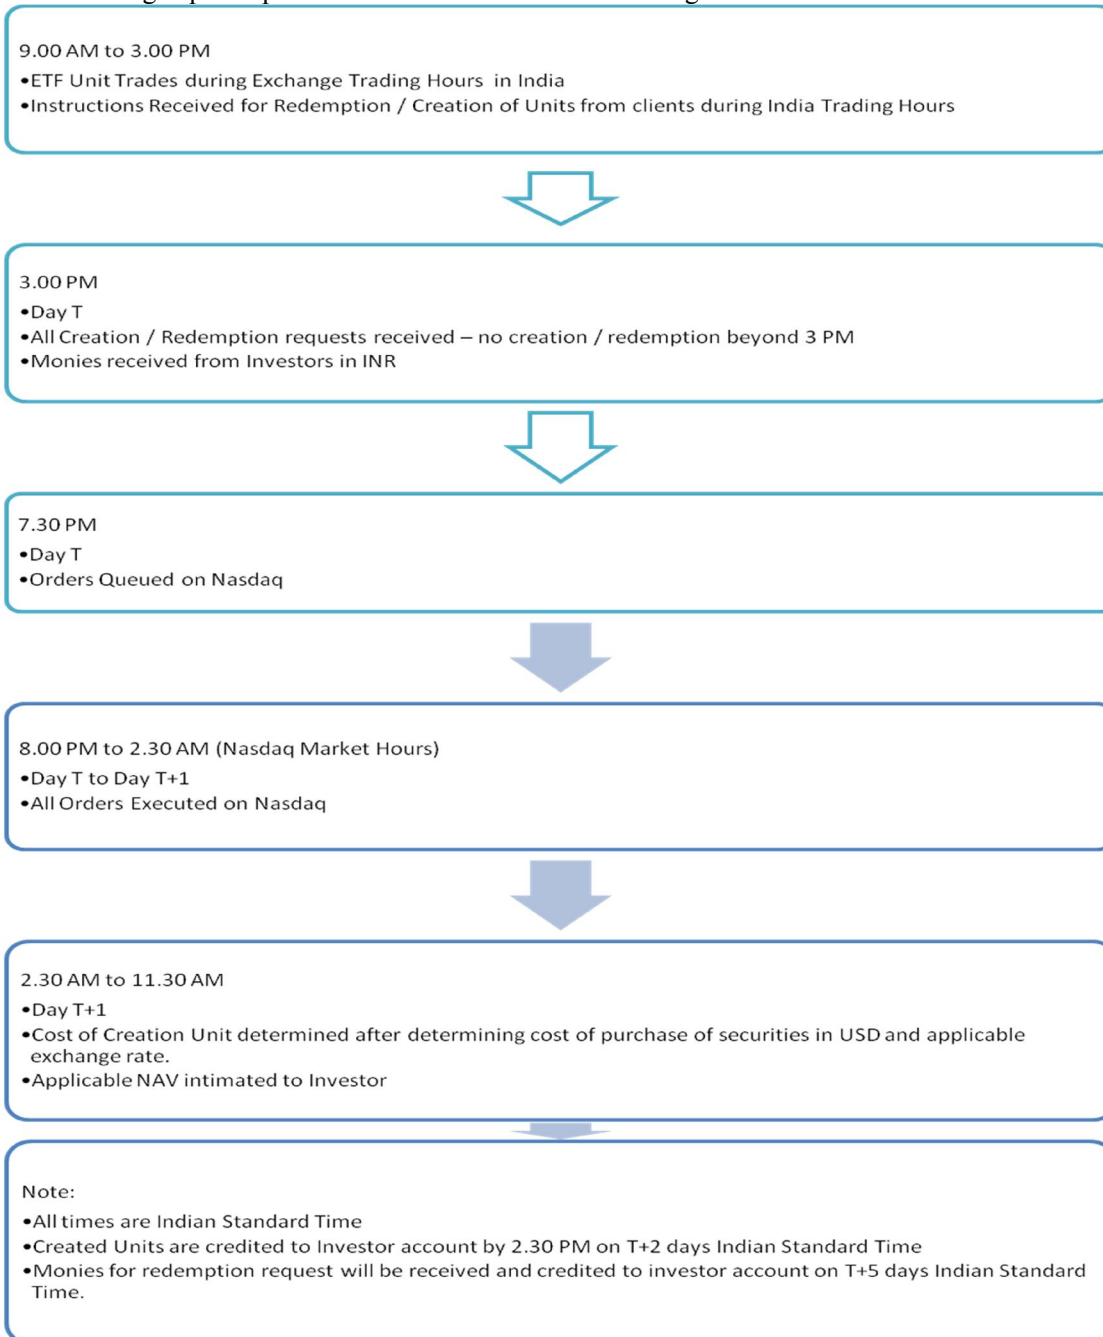 9.00 AM to 3.00 PM
•ETF Unit Trades during Exchange Trading Hours in India
•Instructions Received for Redemption / Creation of Units from clients during India Trading Hours
3.00 PM
•Day T
•All Creation / Redemption requests received – no creation / redemption beyond 3 PM
•Monies received from Investors in INR
7.30 PM
•Day T
•Orders Queued on Nasdaq
8.00 PM to 2.30 AM (Nasdaq Market Hours)
•Day T to Day T+1
•All Orders Executed on Nasdaq
2.30 AM to 11.30 AM
•Day T+1
•Cost of Creation Unit determined after determining cost of purchase of securities in USD and applicable
exchange rate.
•Applicable NAV intimated to Investor
Note:
•All times are Indian Standard Time
•Created Units are credited to Investor account by 2.30 PM on T+2 days Indian Standard Time
•Monies for redemption request will be received and credited to investor account on T+5 days Indian Standard
Time.